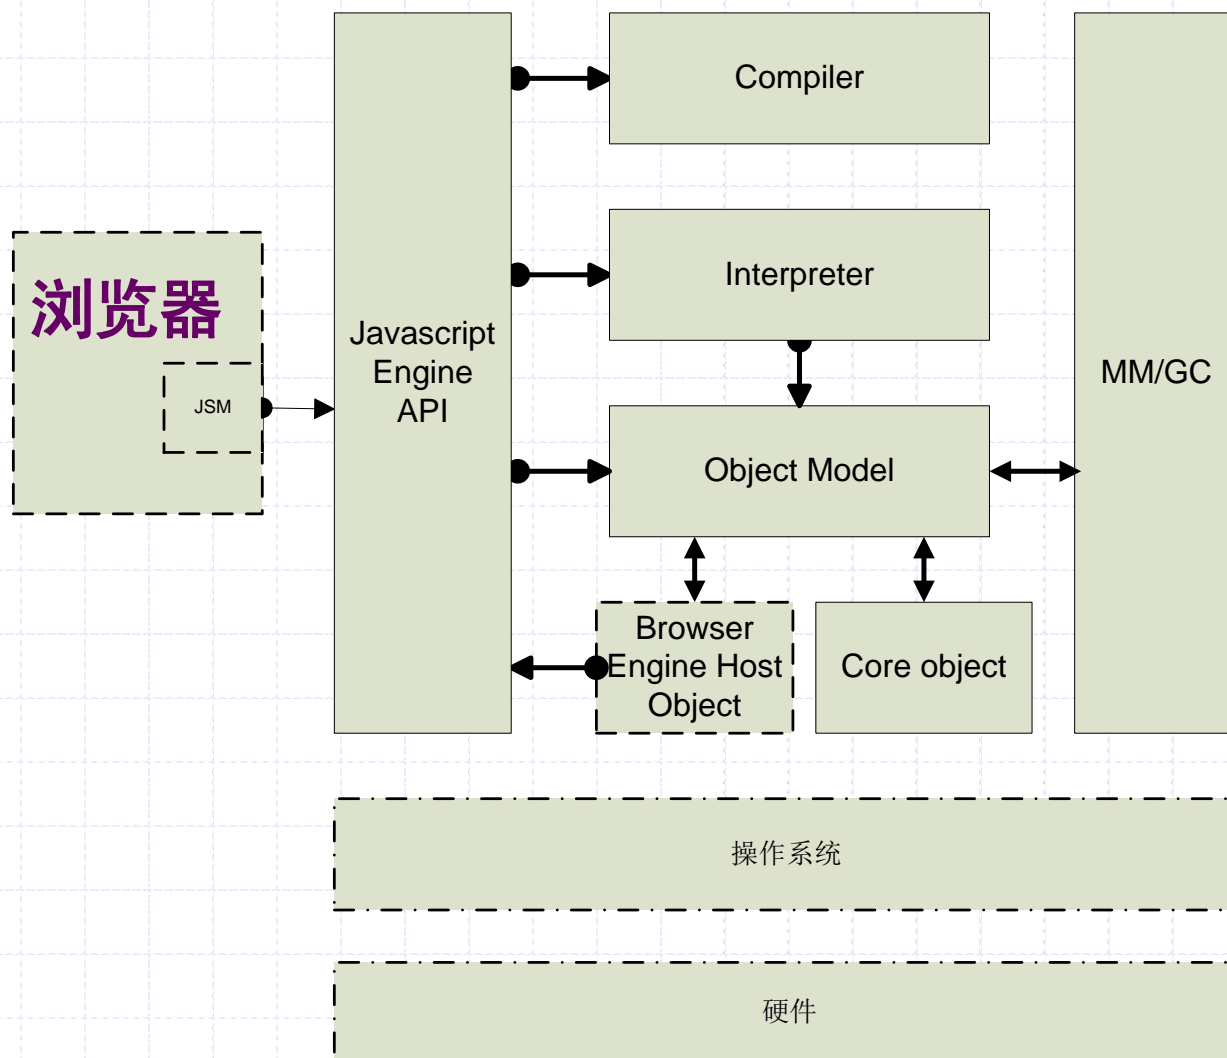 浏览器
JSM
Javascript
Engine
API
Compiler
Interpreter
Object Model
Browser
Engine Host
Object
Core object
MM/GC
操作系统
硬件